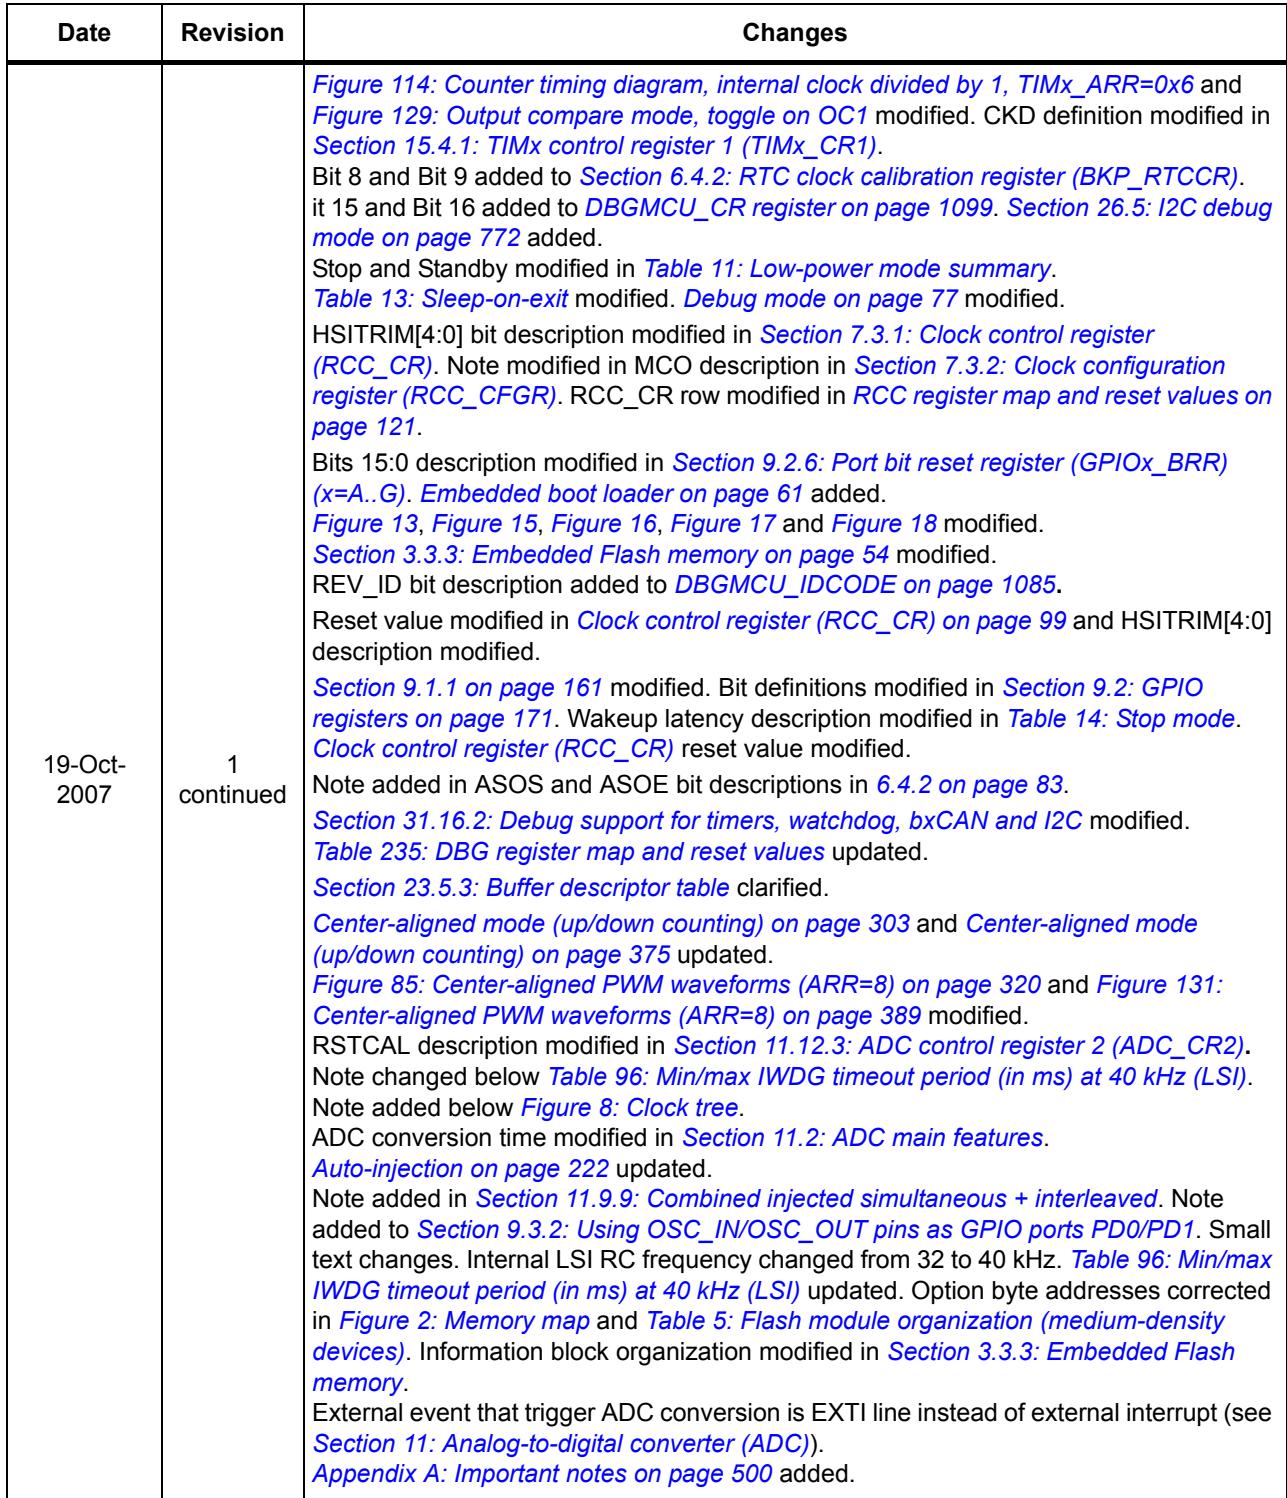 Date Revision Changes
Figure 114: Counter timing diagram, internal clock divided by 1, TIMx_ARR=0x6 and
Figure 129: Output compare mode, toggle on OC1 modified. CKD definition modified in
Section 15.4.1: TIMx control register 1 (TIMx_CR1).
Bit 8 and Bit 9 added to Section 6.4.2: RTC clock calibration register (BKP_RTCCR).
it 15 and Bit 16 added to DBGMCU_CR register on page 1099. Section 26.5: I2C debug
mode on page 772 added.
Stop and Standby modified in Table 11: Low-power mode summary.
Table 13: Sleep-on-exit modified. Debug mode on page 77 modified.
HSITRIM[4:0] bit description modified in Section 7.3.1: Clock control register
(RCC_CR). Note modified in MCO description in Section 7.3.2: Clock configuration
register (RCC_CFGR). RCC_CR row modified in RCC register map and reset values on
page 121.
Bits 15:0 description modified in Section 9.2.6: Port bit reset register (GPIOx_BRR)
(x=A..G). Embedded boot loader on page 61 added.
Figure 13, Figure 15, Figure 16, Figure 17 and Figure 18 modified.
Section 3.3.3: Embedded Flash memory on page 54 modified.
REV_ID bit description added to DBGMCU_IDCODE on page 1085.
Reset value modified in Clock control register (RCC_CR) on page 99 and HSITRIM[4:0]
description modified.
Section 9.1.1 on page 161 modified. Bit definitions modified in Section 9.2: GPIO
registers on page 171. Wakeup latency description modified in Table 14: Stop mode.
Clock control register (RCC_CR) reset value modified.
19-Oct-
2007
1
continued
Note added in ASOS and ASOE bit descriptions in 6.4.2 on page 83.
Section 31.16.2: Debug support for timers, watchdog, bxCAN and I2C modified.
Table 235: DBG register map and reset values updated.
Section 23.5.3: Buffer descriptor table clarified.
Center-aligned mode (up/down counting) on page 303 and Center-aligned mode
(up/down counting) on page 375 updated.
Figure 85: Center-aligned PWM waveforms (ARR=8) on page 320 and Figure 131:
Center-aligned PWM waveforms (ARR=8) on page 389 modified.
RSTCAL description modified in Section 11.12.3: ADC control register 2 (ADC_CR2).
Note changed below Table 96: Min/max IWDG timeout period (in ms) at 40 kHz (LSI).
Note added below Figure 8: Clock tree.
ADC conversion time modified in Section 11.2: ADC main features.
Auto-injection on page 222 updated.
Note added in Section 11.9.9: Combined injected simultaneous + interleaved. Note
added to Section 9.3.2: Using OSC_IN/OSC_OUT pins as GPIO ports PD0/PD1. Small
text changes. Internal LSI RC frequency changed from 32 to 40 kHz. Table 96: Min/max
IWDG timeout period (in ms) at 40 kHz (LSI) updated. Option byte addresses corrected
in Figure 2: Memory map and Table 5: Flash module organization (medium-density
devices). Information block organization modified in Section 3.3.3: Embedded Flash
memory.
External event that trigger ADC conversion is EXTI line instead of external interrupt (see
Section 11: Analog-to-digital converter (ADC)).
Appendix A: Important notes on page 500 added.